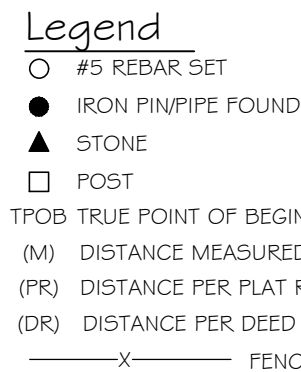 Legend
#5 REBAR SET
IRON PIN/PIPE FOUND
STONE
POST
TPOB TRUE POINT OF BEGIN
(M) DISTANCE MEASURED
(PR) DISTANCE PER PLAT
(DR) DISTANCE PER DEED
X FENC